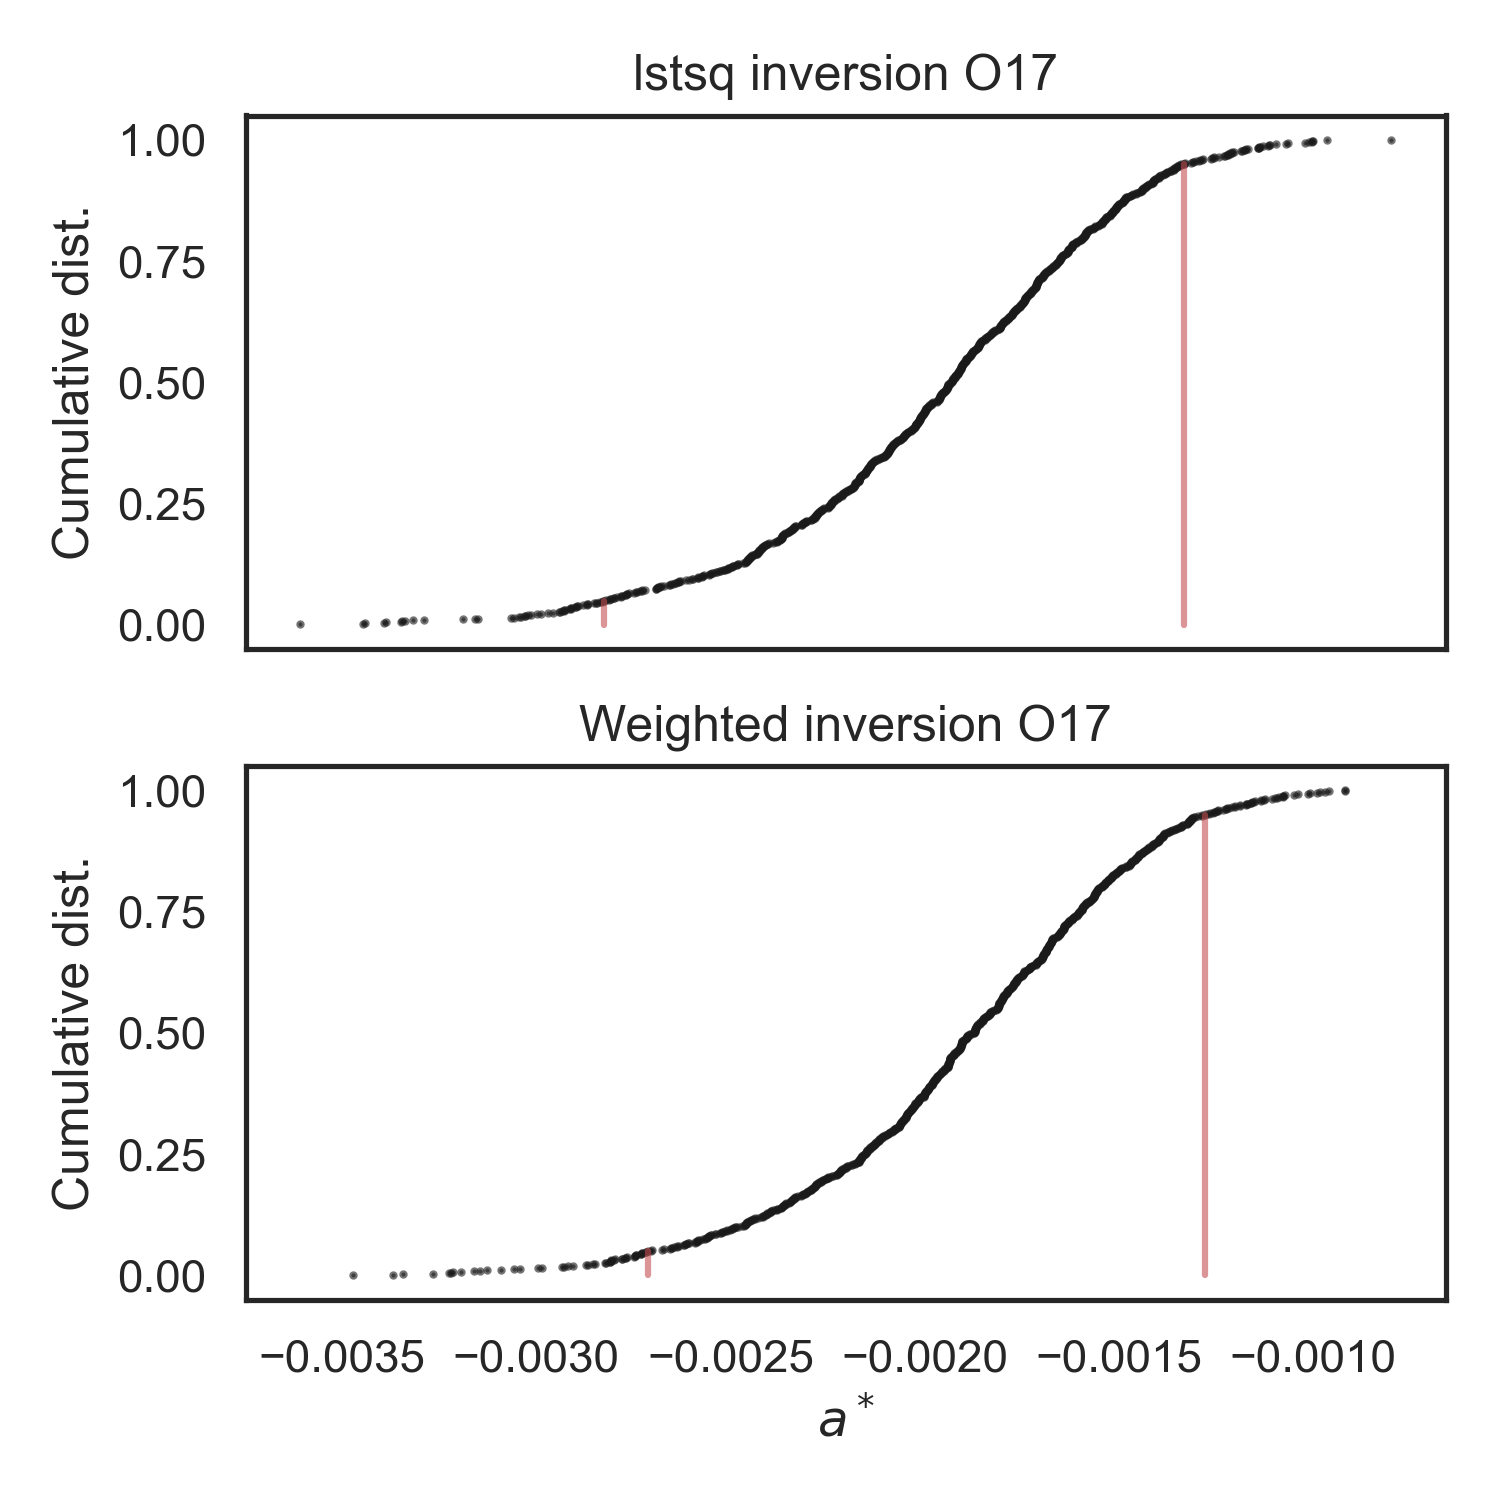 lstsq inversion O17
1.00
0.75
0.50
0.25
0.00
Cumulative dist.
Weighted inversion O17
1.00
0.75
0.50
0.25
0.00
Cumulative dist.
−0.0035 −0.0030 −0.0025 −0.0020 −0.0015 −0.0010
a*